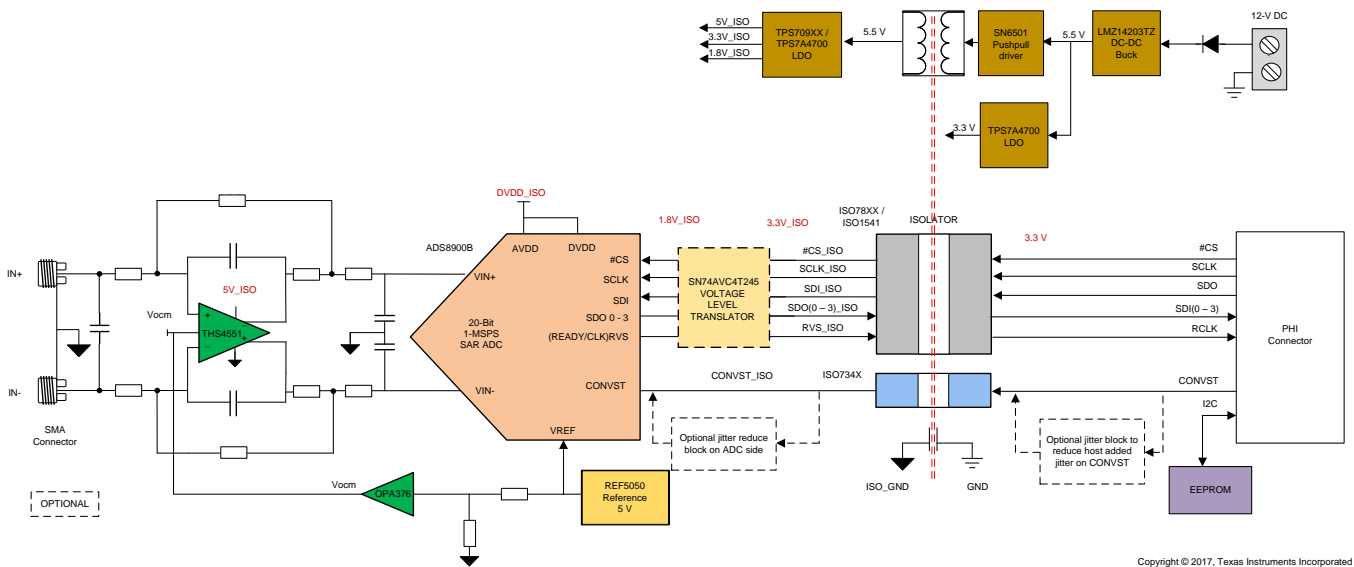 12-V DC
5V_ISO
3.3V_ISO
1.8V_ISO
TPS709XX /
TPS7A4700
LDO
5.5 V
SN6501
Pushpull
driver
5.5 V
LMZ14203TZ
DC-DC
Buck
3.3 V
TPS7A4700
LDO
DVDD_ISO
1.8V_ISO
3.3V_ISO
ISO78XX /
ISO1541
ISOLATOR
3.3 V
ADS8900B
AVDD
DVDD
IN+
VIN+
5V_ISO
Vocm
THS4551
+
−
+
−
20-Bit
1-MSPS
SAR ADC
#CS
SCLK
SDI
SDO 0 - 3
(READY/CLK)RVS
CONVST
VREF
VIN-
IN-
SMA
Connector
SN74AVC4T245
VOLTAGE
LEVEL
TRANSLATOR
#CS_ISO
SCLK_ISO
SDI_ISO
SDO(0 – 3)_ISO
RVS_ISO
#CS
SCLK
SDO
SDI(0 – 3)
RCLK
PHI
Connector
CONVST_ISO
ISO734X
CONVST
I2C
Optional jitter reduce
block on ADC side
Optional jitter block to
reduce host added
jitter on CONVST
ISO_GND
GND
EEPROM
OPTIONAL
Vocm
OPA376
REF5050
Reference
5 V
Copyright © 2017, Texas Instruments Incorporated